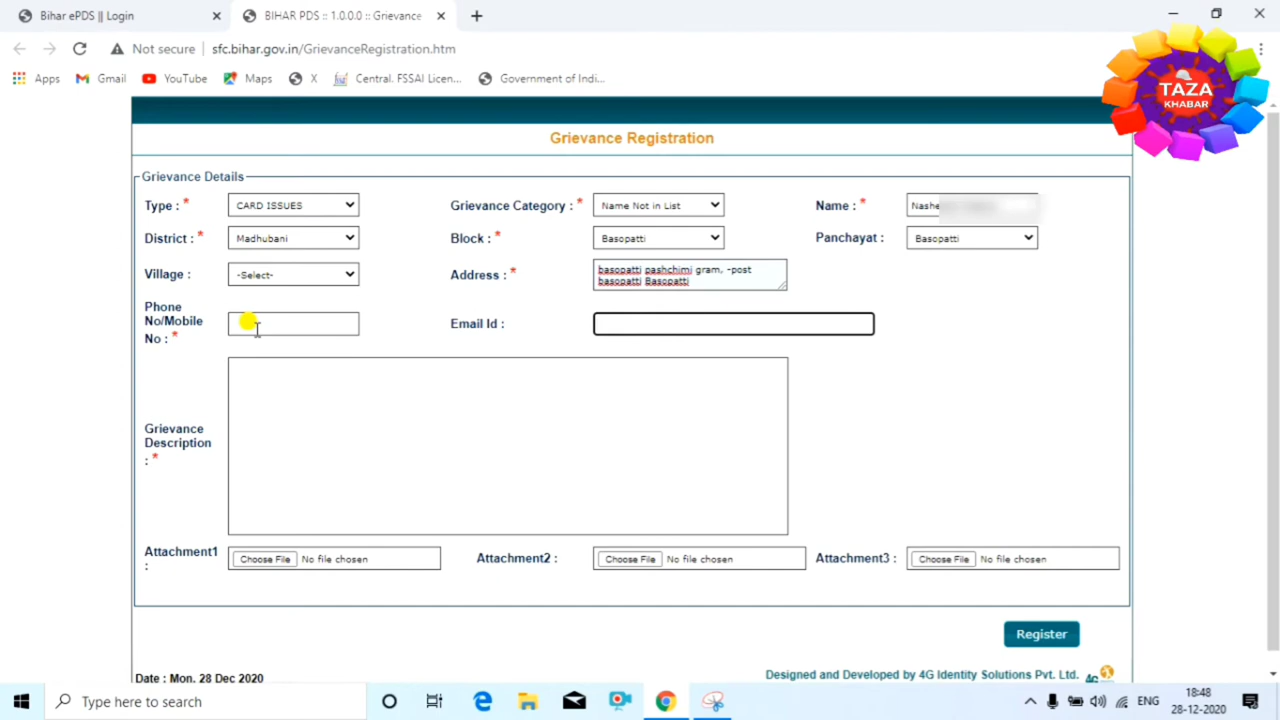 Bihar ePDS || Login
BIHAR PDS :: 1.0.0.0 :: Grievance
Not secure
sfc.bihar.gov.in/GrievanceRegistration.htm
Apps
Gmail
YouTube
Maps
X
Central. FSSAI Licen...
Government of Indi...
TAZA
KHABAR
Grievance Registration
Grievance Details
Type : *
CARD ISSUES
Grievance Category : *
Name Not in List
Name : *
Nashe
District : *
Madhubani
Block : *
Basopatti
Panchayat :
Basopatti
Village :
-Select-
Address : *
basopatti pashchimi gram, -post
basopatti Basopatti
Phone
No/Mobile
No : *
Email Id :
Grievance
Description
: *
Attachment1
:
Choose File No file chosen
Attachment2 :
Choose File No file chosen
Attachment3 :
Choose File No file chosen
Register
Date : Mon. 28 Dec 2020
Designed and Developed by 4G Identity Solutions Pvt. Ltd.
4G
Type here to search
ENG
18:48
28-12-2020